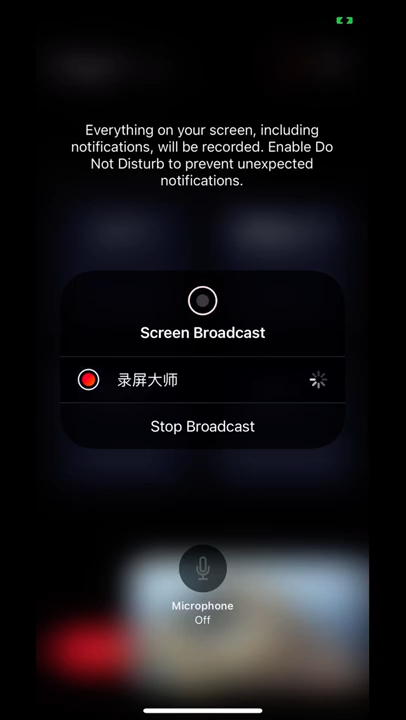 Everything on your screen, including
notifications, will be recorded. Enable Do
Not Disturb to prevent unexpected
notifications.
Screen Broadcast
录屏大师
Stop Broadcast
Microphone
Off